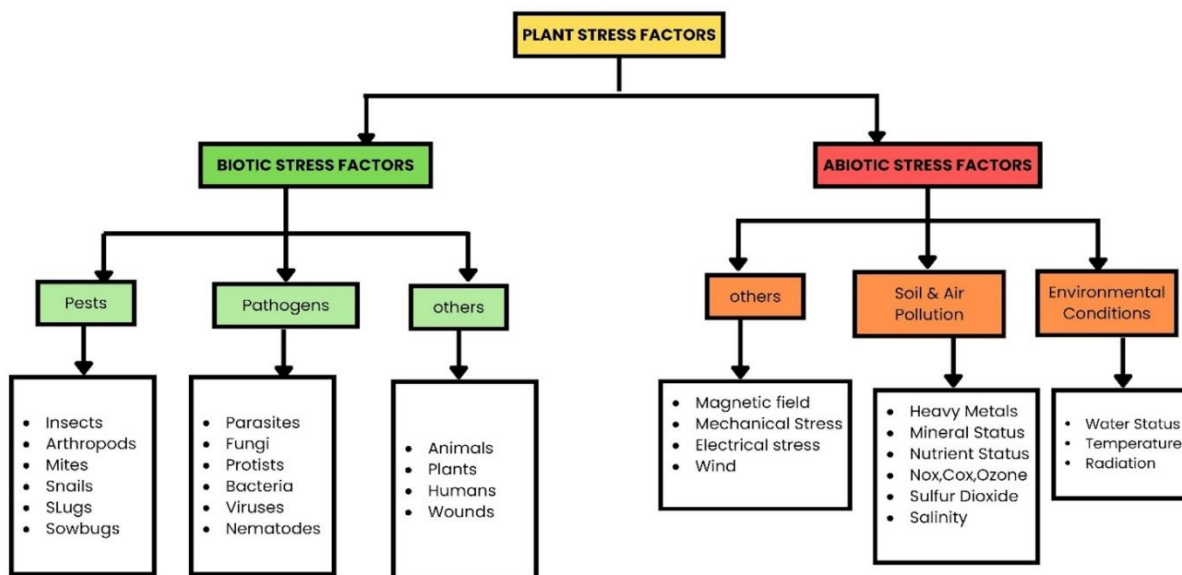 PLANT STRESS FACTORS
BIOTIC STRESS FACTORS
ABIOTIC STRESS FACTORS
Pests
Pathogens
others
others
Soil & Air
Pollution
Environmental
Conditions
• Insects
• Arthropods
• Mites
• Snails
• SLugs
• Sowbugs
• Parasites
• Fungi
• Protists
• Bacteria
• Viruses
• Nematodes
• Animals
• Plants
• Humans
• Wounds
• Magnetic field
• Mechanical Stress
• Electrical stress
• Wind
• Heavy Metals
• Mineral Status
• Nutrient Status
• Nox,Cox,Ozone
• Sulfur Dioxide
• Salinity
• Water Status
• Temperature
• Radiation